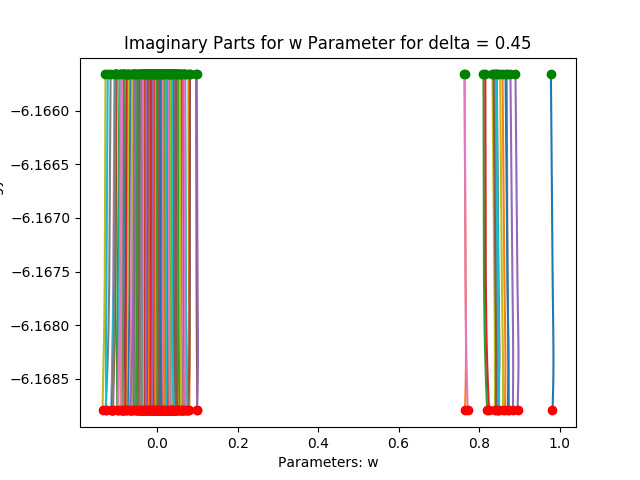 Imaginary Parts for w Parameter for delta = 0.45
−6.1660
−6.1665
−6.1670
−6.1675
−6.1680
−6.1685
0.0 0.2 0.4 0.6 0.8 1.0
Parameters: w